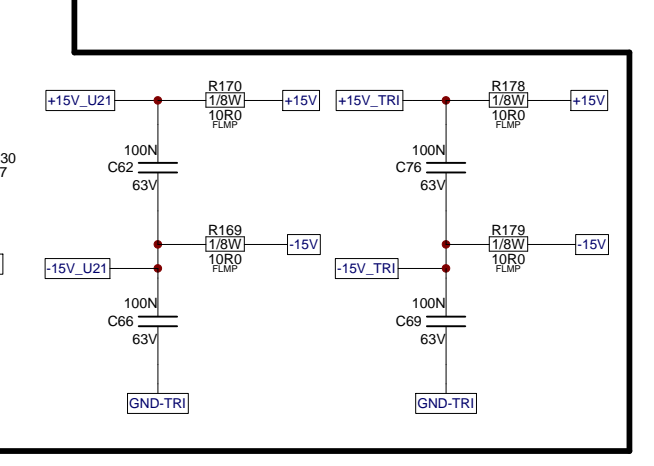 R170
+15V_U21
1/8W
+15V
10R0
FLMP
100N
C62
63V
R169
1/8W
-15V
10R0
FLMP
-15V_U21
100N
C66
63V
GND-TRI
R178
+15V_TRI
1/8W
+15V
10R0
FLMP
100N
C76
63V
R179
1/8W
-15V
10R0
FLMP
-15V_TRI
100N
C69
63V
GND-TRI
30
7